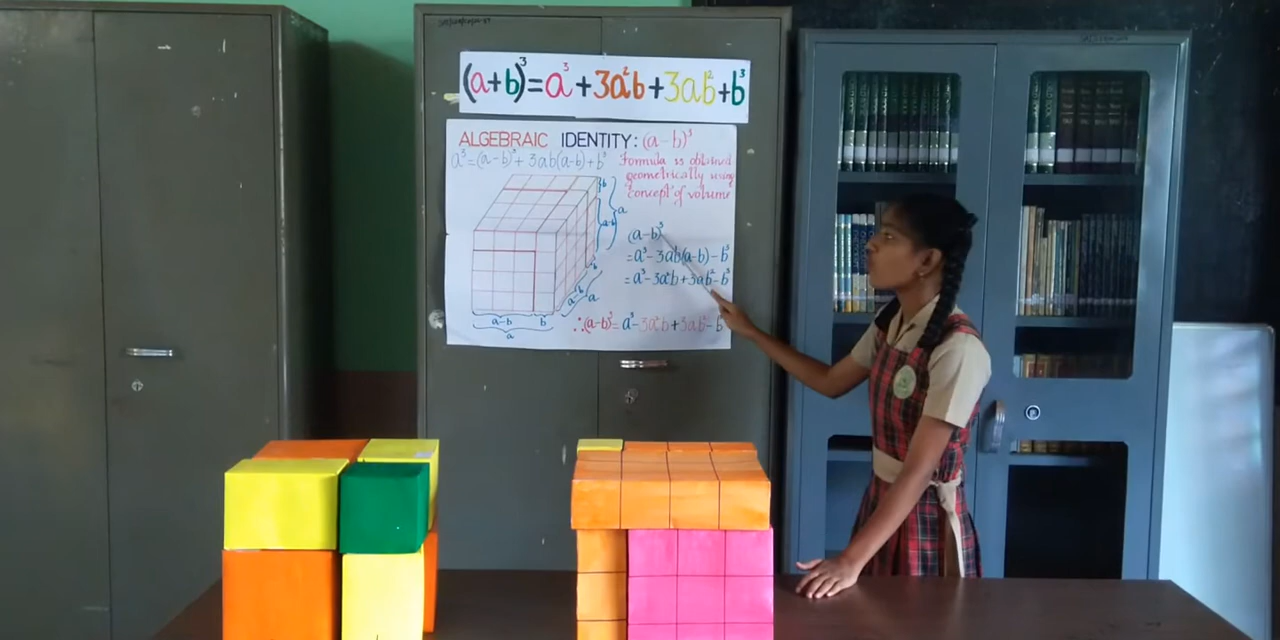 (a+b)³=a³+3a²b+3ab²+b³
ALGEBRAIC IDENTITY: (a-b)³
a³=(a-b)³+3ab(a-b)+b³
Formula is obtained
geometrically using
concept of volume
b
a
a-b
(a-b)³
=a³-3ab(a-b)-b³
=a³-3a²b+3ab²-b³
b
a-b
a
a-b
b
a
∴(a-b)³=a³-3a²b+3ab²-b³